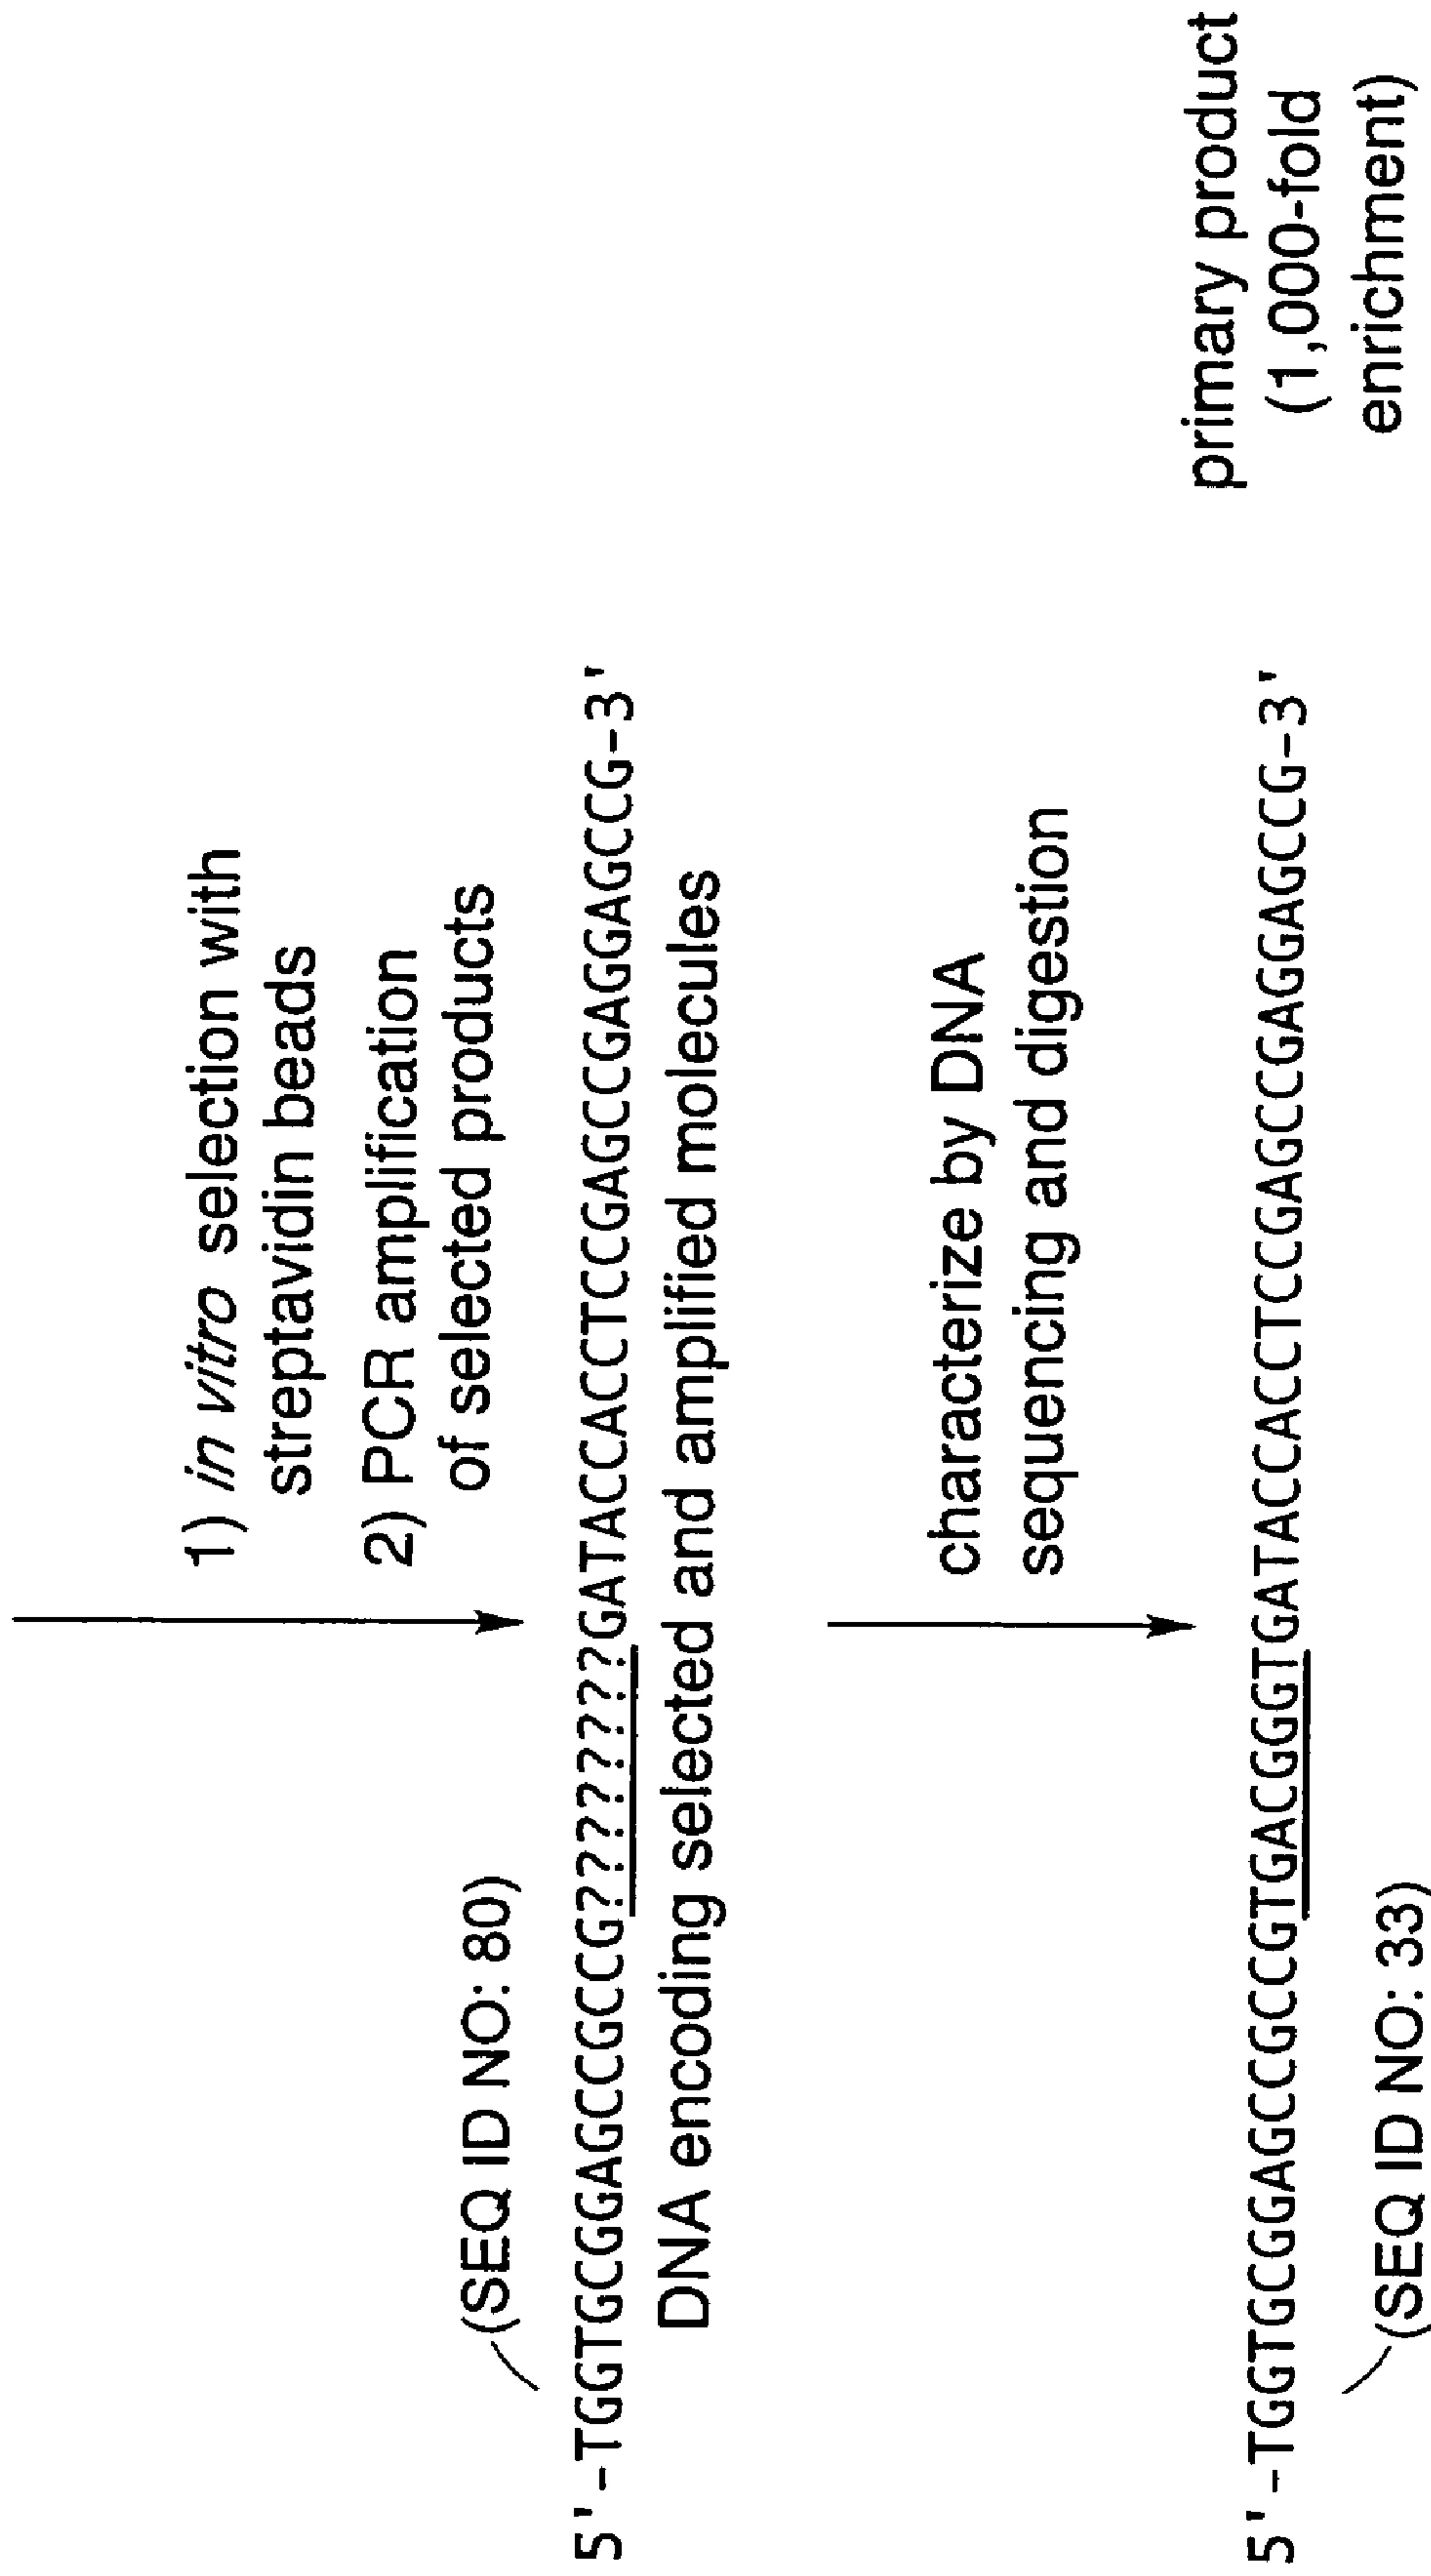 1) in vitro selection with
streptavidin beads
2) PCR amplification
of selected products
(SEQ ID NO: 80)
5'-TGGTGCGGAGCCGCCG????????GATACCACCTCCGAGCCGAGGAGCCG-3'
DNA encoding selected and amplified molecules
characterize by DNA
sequencing and digestion
5'-TGGTGCGGAGCCGCCGTGACGGGTGATACCACCTCCGAGCCGAGGAGCCG-3'
(SEQ ID NO: 33)
primary product
(1,000-fold
enrichment)